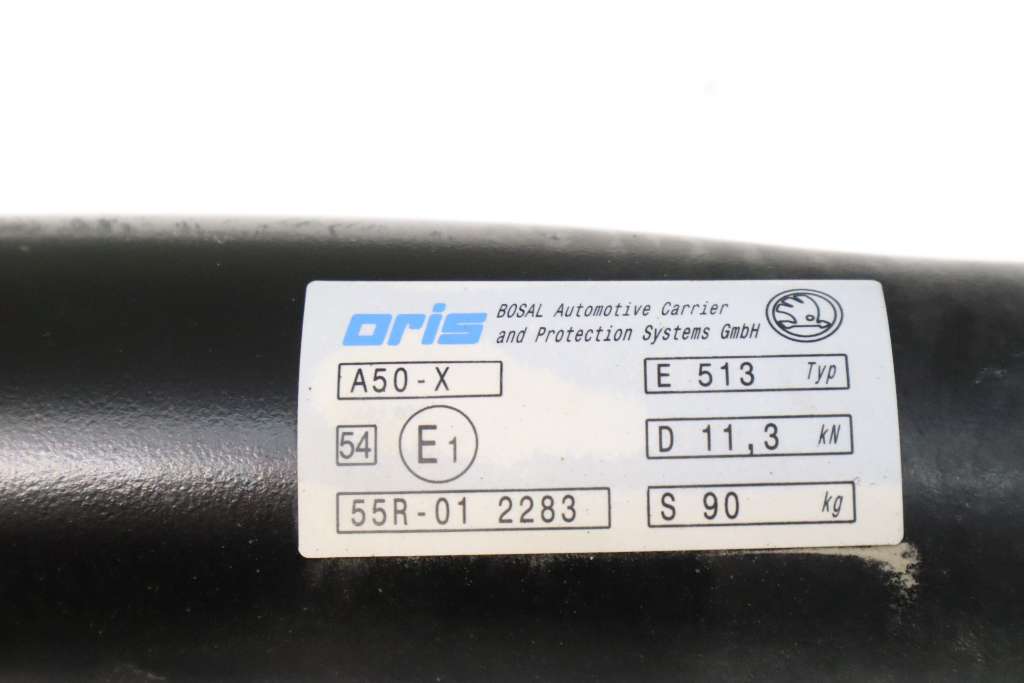 oris BOSAL Automotive Carrier
and Protection Systems GmbH
A50-X
E 513 Typ
54 E1
D 11,3 kN
55R-01 2283
S 90 kg